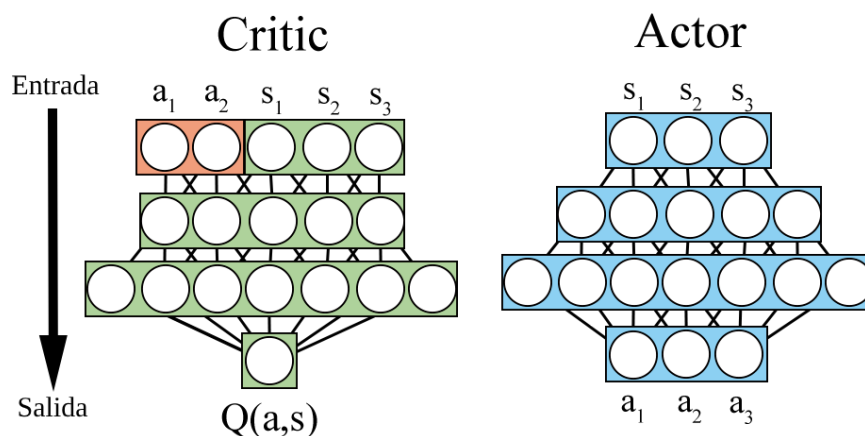 Critic
Actor
Entrada
a₁ a₂ s₁ s₂ s₃
s₁ s₂ s₃
Salida
Q(a,s)
a₁ a₂ a₃